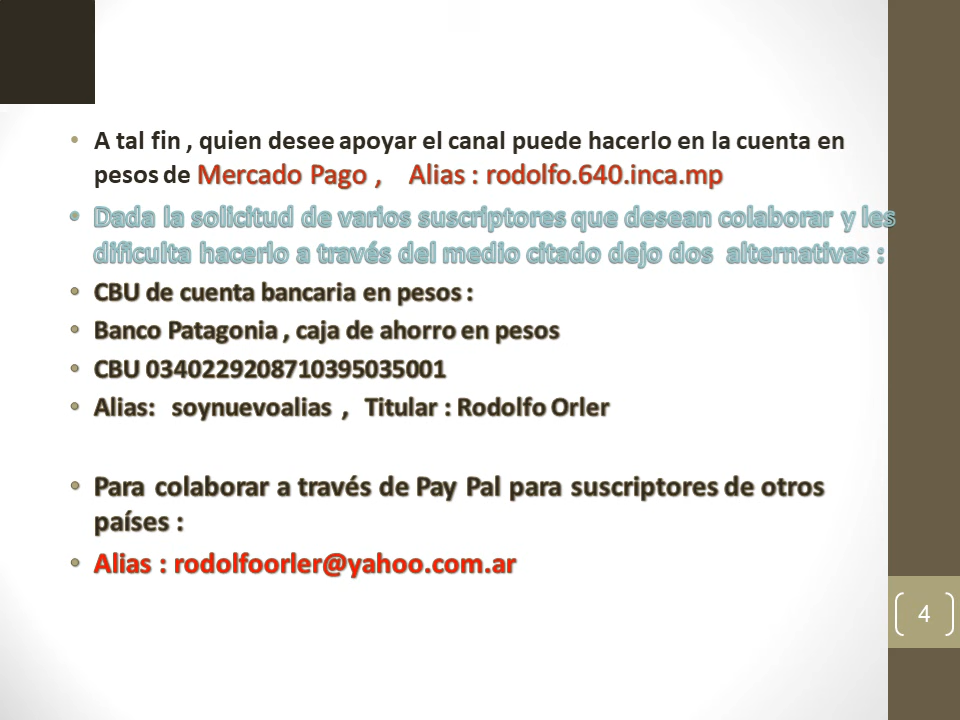 • A tal fin , quien desee apoyar el canal puede hacerlo en la cuenta en
pesos de Mercado Pago , Alias : rodolfo.640.inca.mp
• Dada la solicitud de varios suscriptores que desean colaborar y les
dificulta hacerlo a través del medio citado dejo dos alternativas :
• CBU de cuenta bancaria en pesos :
• Banco Patagonia , caja de ahorro en pesos
• CBU 0340229208710395035001
• Alias: soynuevoalias , Titular : Rodolfo Orler
• Para colaborar a través de Pay Pal para suscriptores de otros
países :
• Alias : rodolfoorler@yahoo.com.ar
4